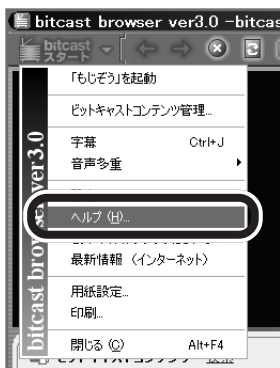 bitcast browser ver3.0 -bitcas
bitcast
スタート
「もじぞう」を起動
ビットキャストコンテンツ管理...
字幕 Ctrl+J
音声多重
ヘルプ (H)...
最新情報 (インターネット)
用紙設定...
印刷...
閉じる (C) Alt+F4
bitcast browser ver3.0